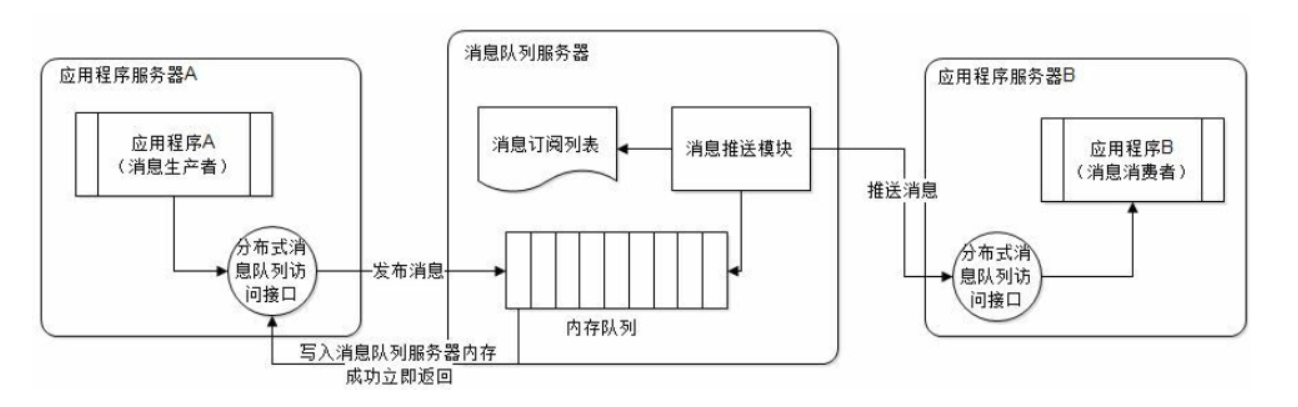 应用程序服务器A
应用程序A
（消息生产者）
分布式消
息队列访
问接口
发布消息
消息队列服务器
消息订阅列表
消息推送模块
内存队列
写入消息队列服务器内存
成功立即返回
推送消息
应用程序服务器B
应用程序B
（消息消费者）
分布式消
息队列访
问接口